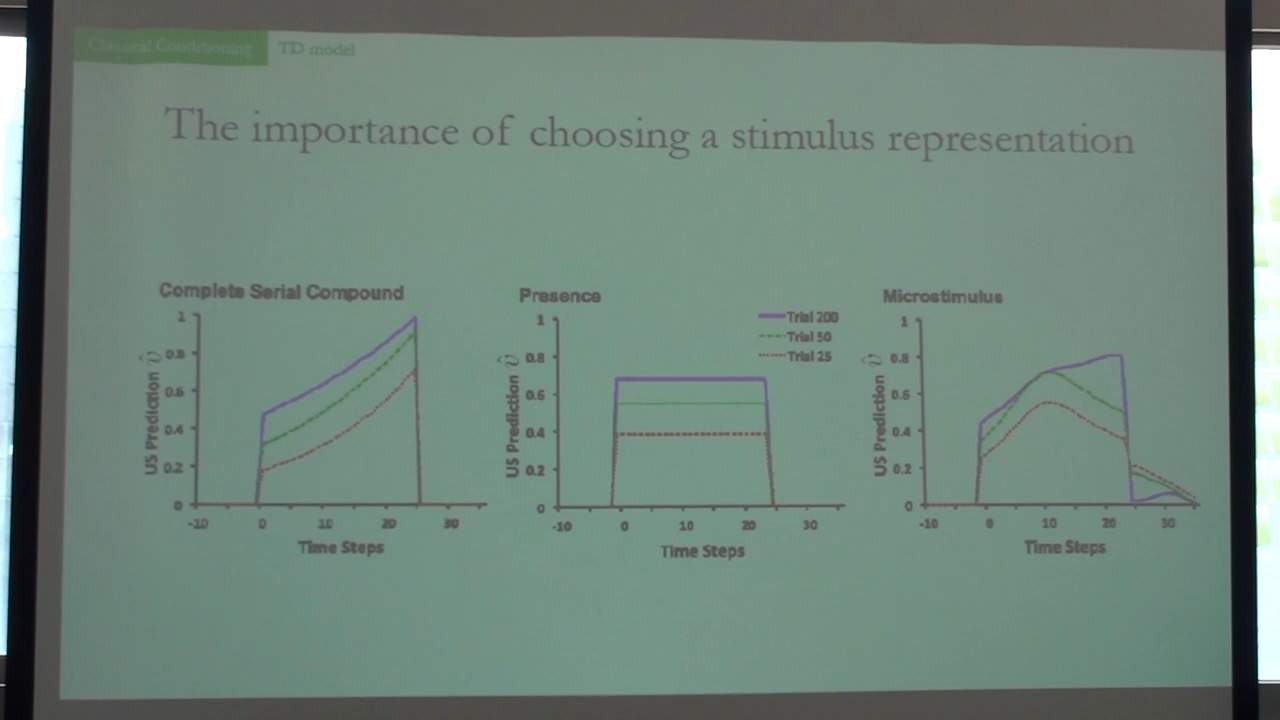 Classical Conditioning TD model
The importance of choosing a stimulus representation
Complete Serial Compound
1
0.8
0.6
0.4
0.2
0
US Prediction v̂
-10 0 10 20 30
Time Steps
Presence
1
0.8
0.6
0.4
0.2
0
US Prediction v̂
Trial 200
Trial 50
Trial 25
-10 0 10 20 30
Time Steps
Microstimulus
1
0.8
0.6
0.4
0.2
0
US Prediction v̂
-10 0 10 20 30
Time Steps